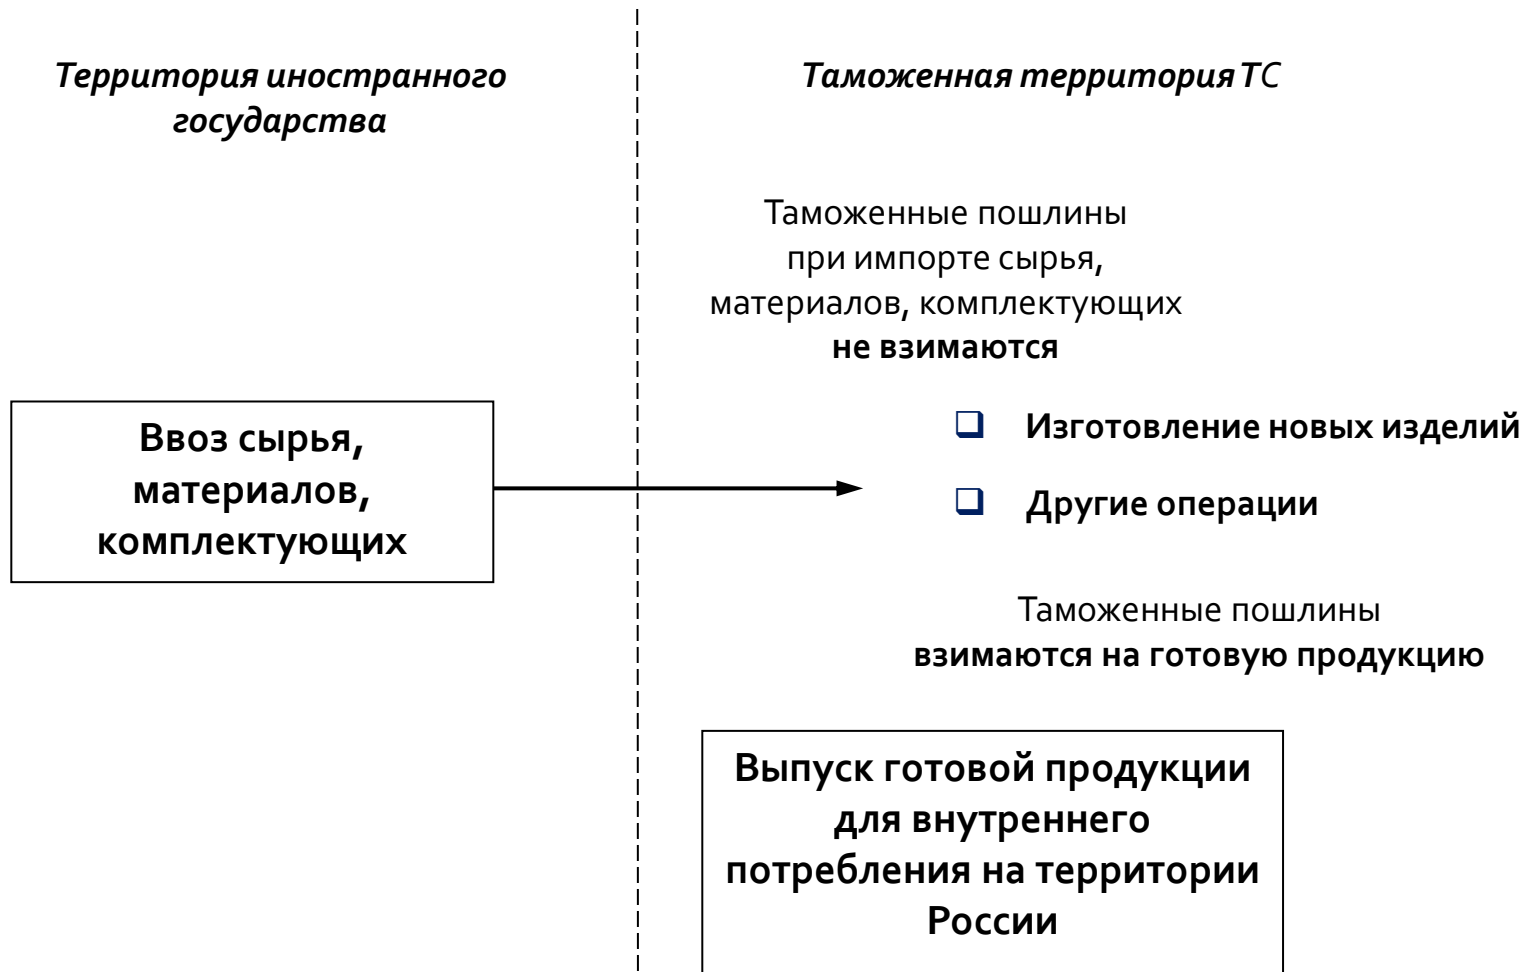 Территория иностранного
государства
Таможенная территория ТС
Таможенные пошлины
при импорте сырья,
материалов, комплектующих
не взимаются
Ввоз сырья,
материалов,
комплектующих
Изготовление новых изделий
Другие операции
Таможенные пошлины
взимаются на готовую продукцию
Выпуск готовой продукции
для внутреннего
потребления на территории
России